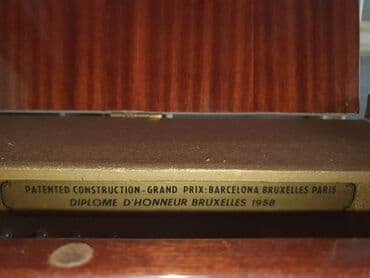 PATENTED CONSTRUCTION-GRAND PRIX: BARCELONA BRUXELLES PARIS
DIPLOME D'HONNEUR BRUXELLES 1958